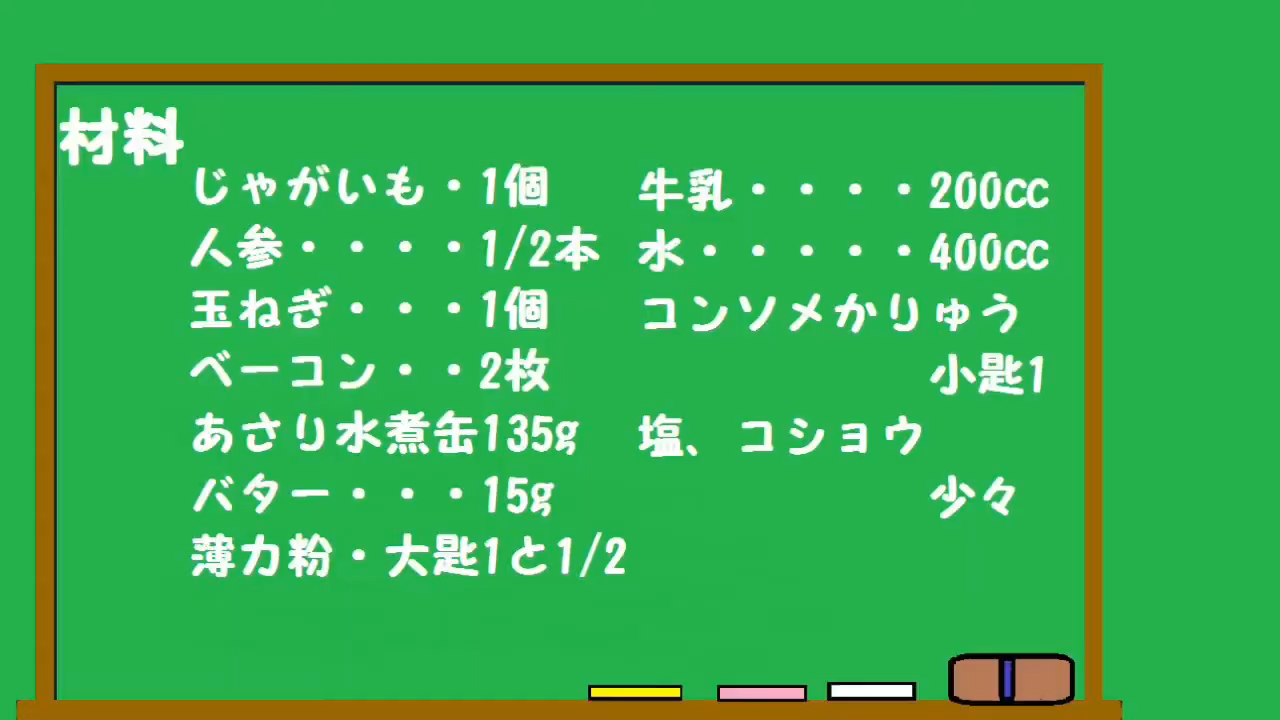 材料
じゃがいも・1個
人参・・・・1/2本
玉ねぎ・・・1個
ベーコン・・2枚
あさり水煮缶135g
バター・・・15g
薄力粉・大匙1と1/2
牛乳・・・・200cc
水・・・・・400cc
コンソメかりゅう
小匙1
塩、コショウ
少々